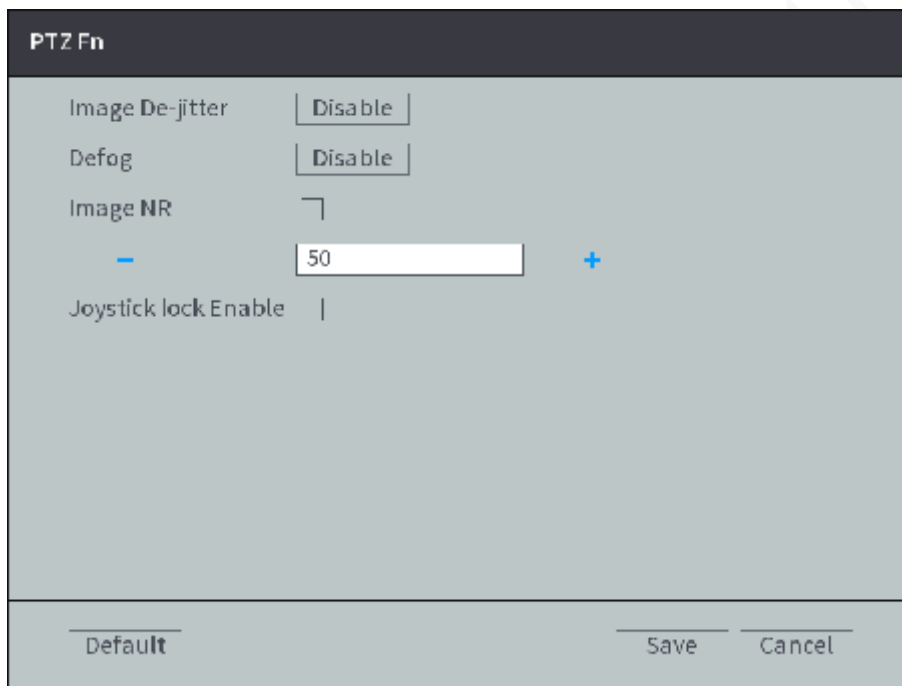 PTZ Fn
Image De-jitter Disable
Defog Disable
Image NR
- 50 +
Joystick lock Enable
Default Save Cancel